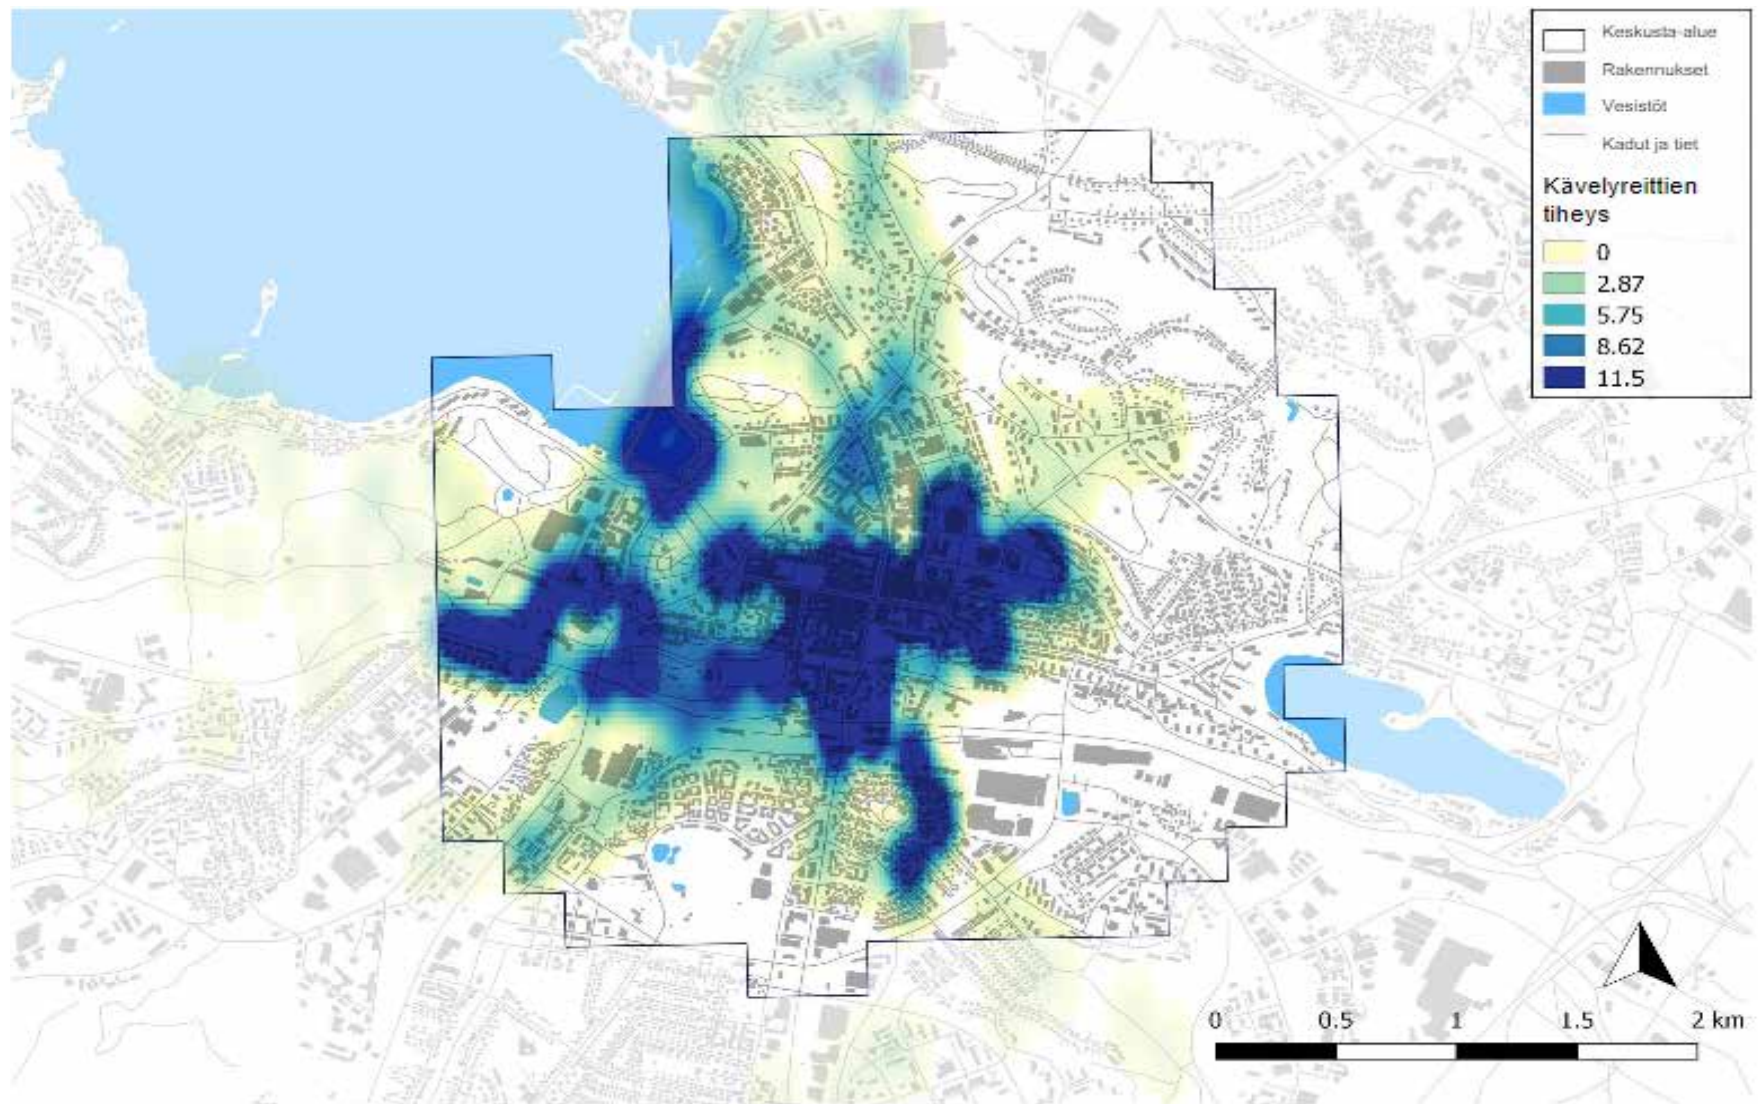 Keskusta-alue
Rakennukset
Vesistöt
Kadut ja tiet
Kävelyreittien
tiheys
0
2.87
5.75
8.62
11.5
0 0.5 1 1.5 2 km